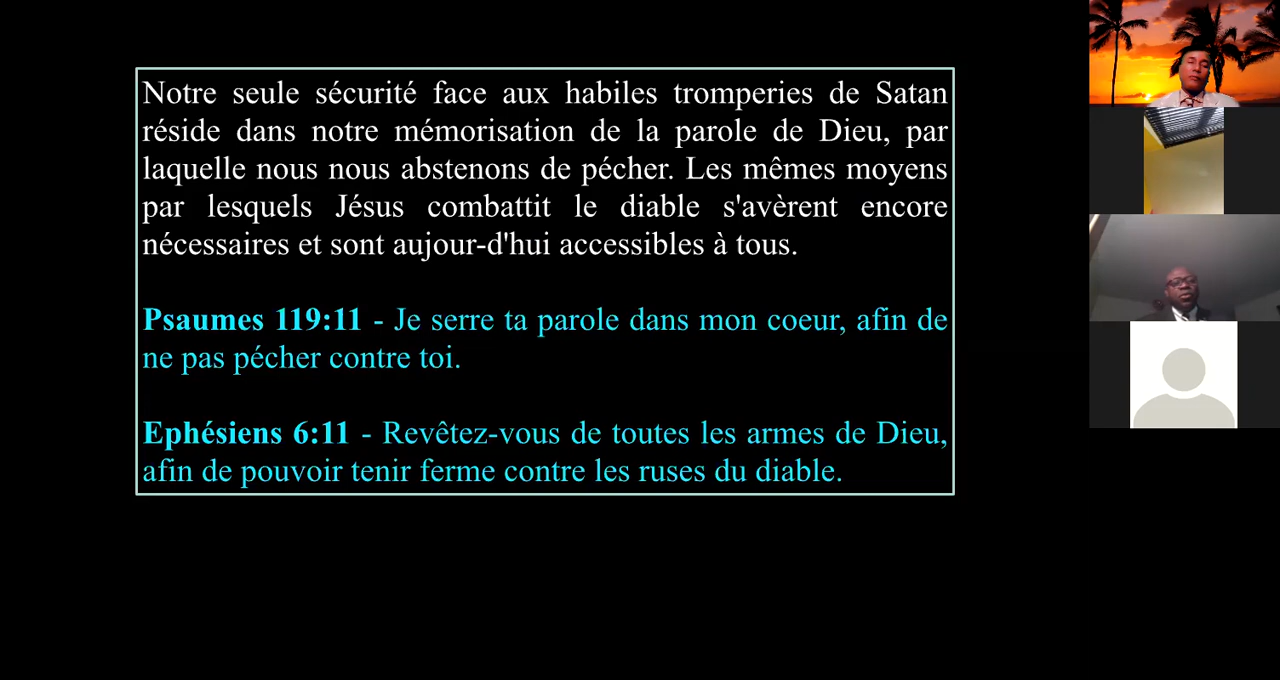 Notre seule sécurité face aux habiles tromperies de Satan
réside dans notre mémorisation de la parole de Dieu, par
laquelle nous nous abstenons de pécher. Les mêmes moyens
par lesquels Jésus combattit le diable s'avèrent encore
nécessaires et sont aujour-d'hui accessibles à tous.
Psaumes 119:11 - Je serre ta parole dans mon coeur, afin de
ne pas pécher contre toi.
Ephésiens 6:11 - Revêtez-vous de toutes les armes de Dieu,
afin de pouvoir tenir ferme contre les ruses du diable.